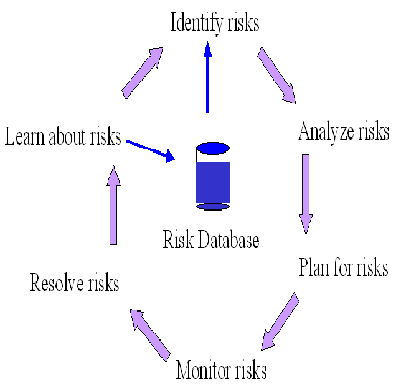 Identify risks
Learn about risks
Analyze risks
Risk Database
Resolve risks
Plan for risks
Monitor risks